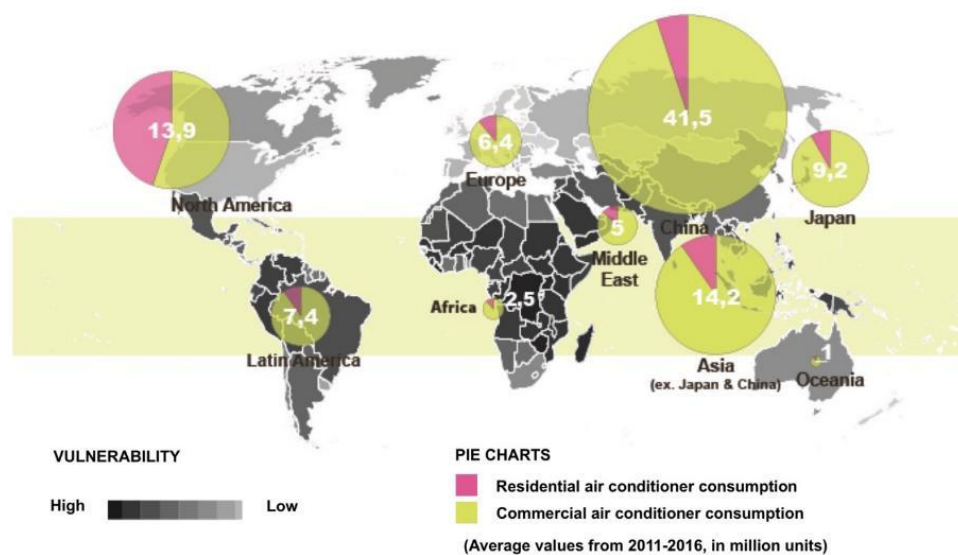 13,9
North America
6,4
Europe
41,5
China
9,2
Japan
5
Middle
East
Africa
2,5
14,2
Asia
(ex. Japan & China)
7,4
Latin America
1
Oceania
VULNERABILITY
High
Low
PIE CHARTS
Residential air conditioner consumption
Commercial air conditioner consumption
(Average values from 2011-2016, in million units)